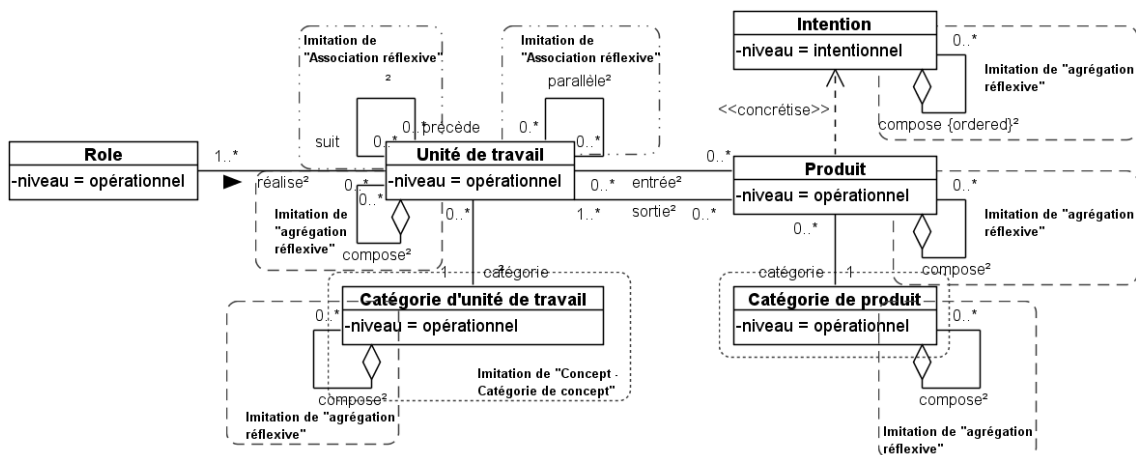 Imitation de
"Association réflexive"
²
suit
précède
0..*
0..*
Imitation de
"Association réflexive"
parallèle²
0..*
0..*
Intention
-niveau = intentionnel
0..*
Imitation de "agrégation
réflexive"
compose {ordered}²
<<concrétise>>
Role
-niveau = opérationnel
1..*
réalise²
0..*
Unité de travail
-niveau = opérationnel
0..*
entrée²
0..*
1..*
sortie²
0..*
Produit
-niveau = opérationnel
0..*
Imitation de "agrégation
réflexive"
compose²
0..*
Imitation de
"agrégation
réflexive"
compose²
0..*
1
²
catégorie
0..*
catégorie
1
Catégorie d'unité de travail
-niveau = opérationnel
0..*
compose²
Imitation de "agrégation
réflexive"
Imitation de "Concept -
Catégorie de concept"
Catégorie de produit
-niveau = opérationnel
0..*
compose²
Imitation de "agrégation
réflexive"